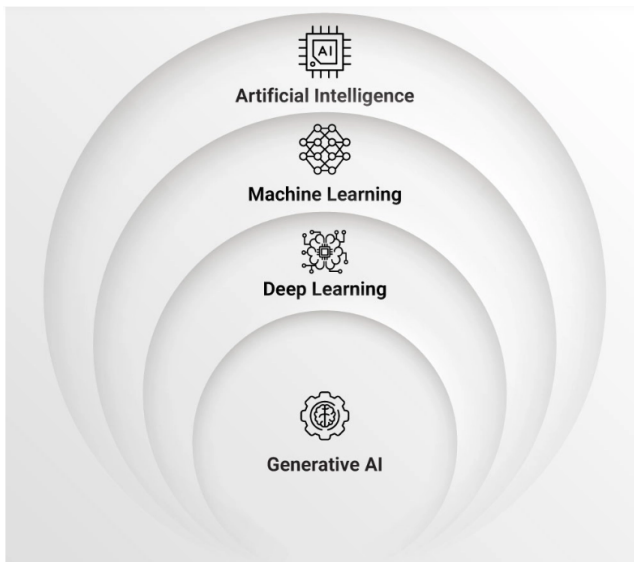 AI
Artificial Intelligence
Machine Learning
Deep Learning
Generative AI